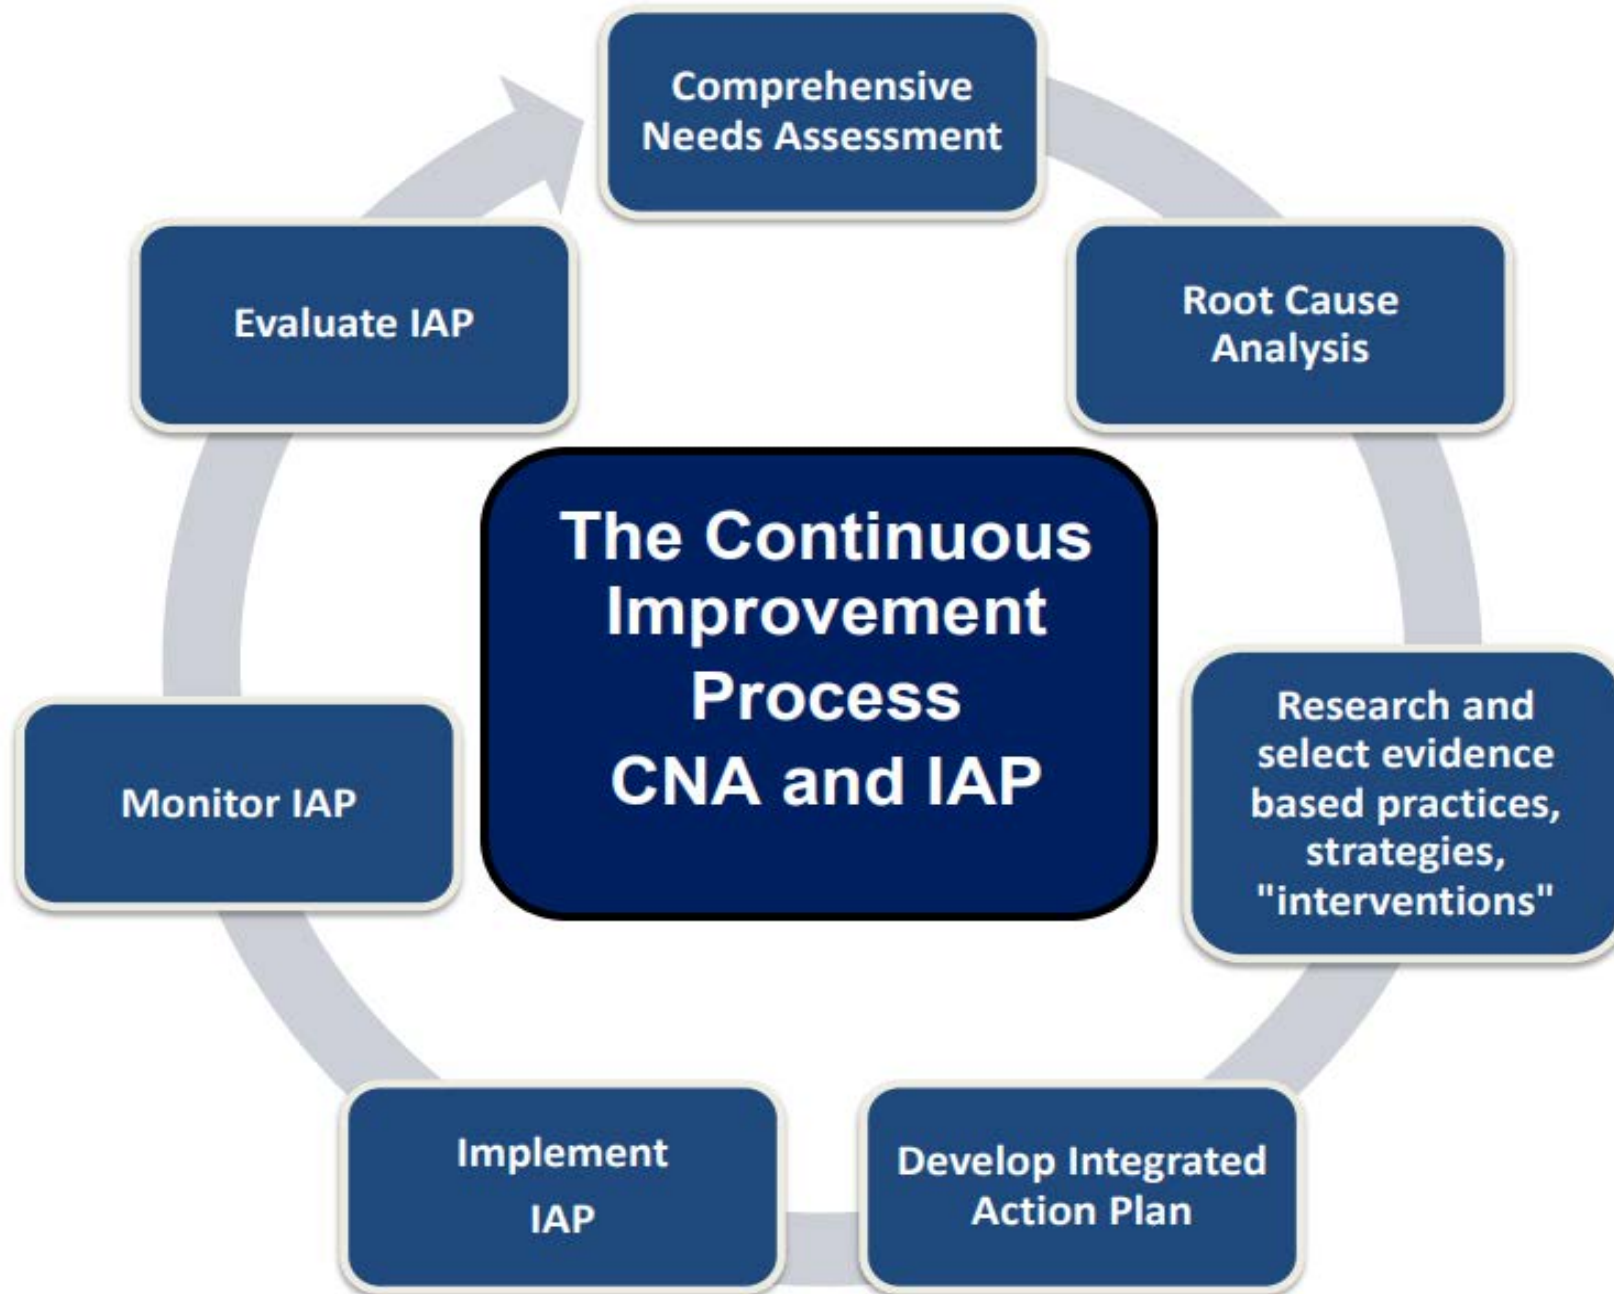 Comprehensive
Needs Assessment
Root Cause
Analysis
Research and
select evidence
based practices,
strategies,
"interventions"
Develop Integrated
Action Plan
Implement
IAP
Monitor IAP
Evaluate IAP
The Continuous
Improvement
Process
CNA and IAP